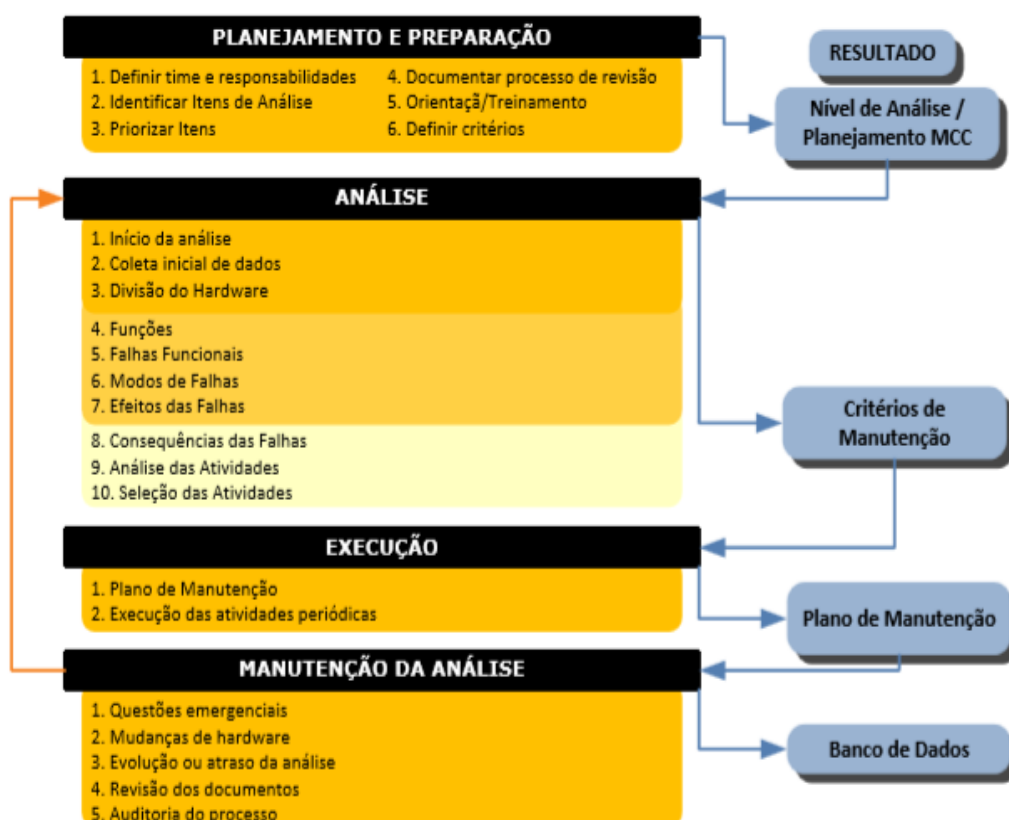 PLANEJAMENTO E PREPARAÇÃO
1. Definir time e responsabilidades
2. Identificar Itens de Análise
3. Priorizar Itens
4. Documentar processo de revisão
5. Orientaçã/Treinamento
6. Definir critérios
RESULTADO
Nível de Análise /
Planejamento MCC
ANÁLISE
1. Início da análise
2. Coleta inicial de dados
3. Divisão do Hardware
4. Funções
5. Falhas Funcionais
6. Modos de Falhas
7. Efeitos das Falhas
8. Consequências das Falhas
9. Análise das Atividades
10. Seleção das Atividades
Critérios de
Manutenção
EXECUÇÃO
1. Plano de Manutenção
2. Execução das atividades periódicas
Plano de Manutenção
MANUTENÇÃO DA ANÁLISE
1. Questões emergenciais
2. Mudanças de hardware
3. Evolução ou atraso da análise
4. Revisão dos documentos
5. Auditoria do processo
Banco de Dados